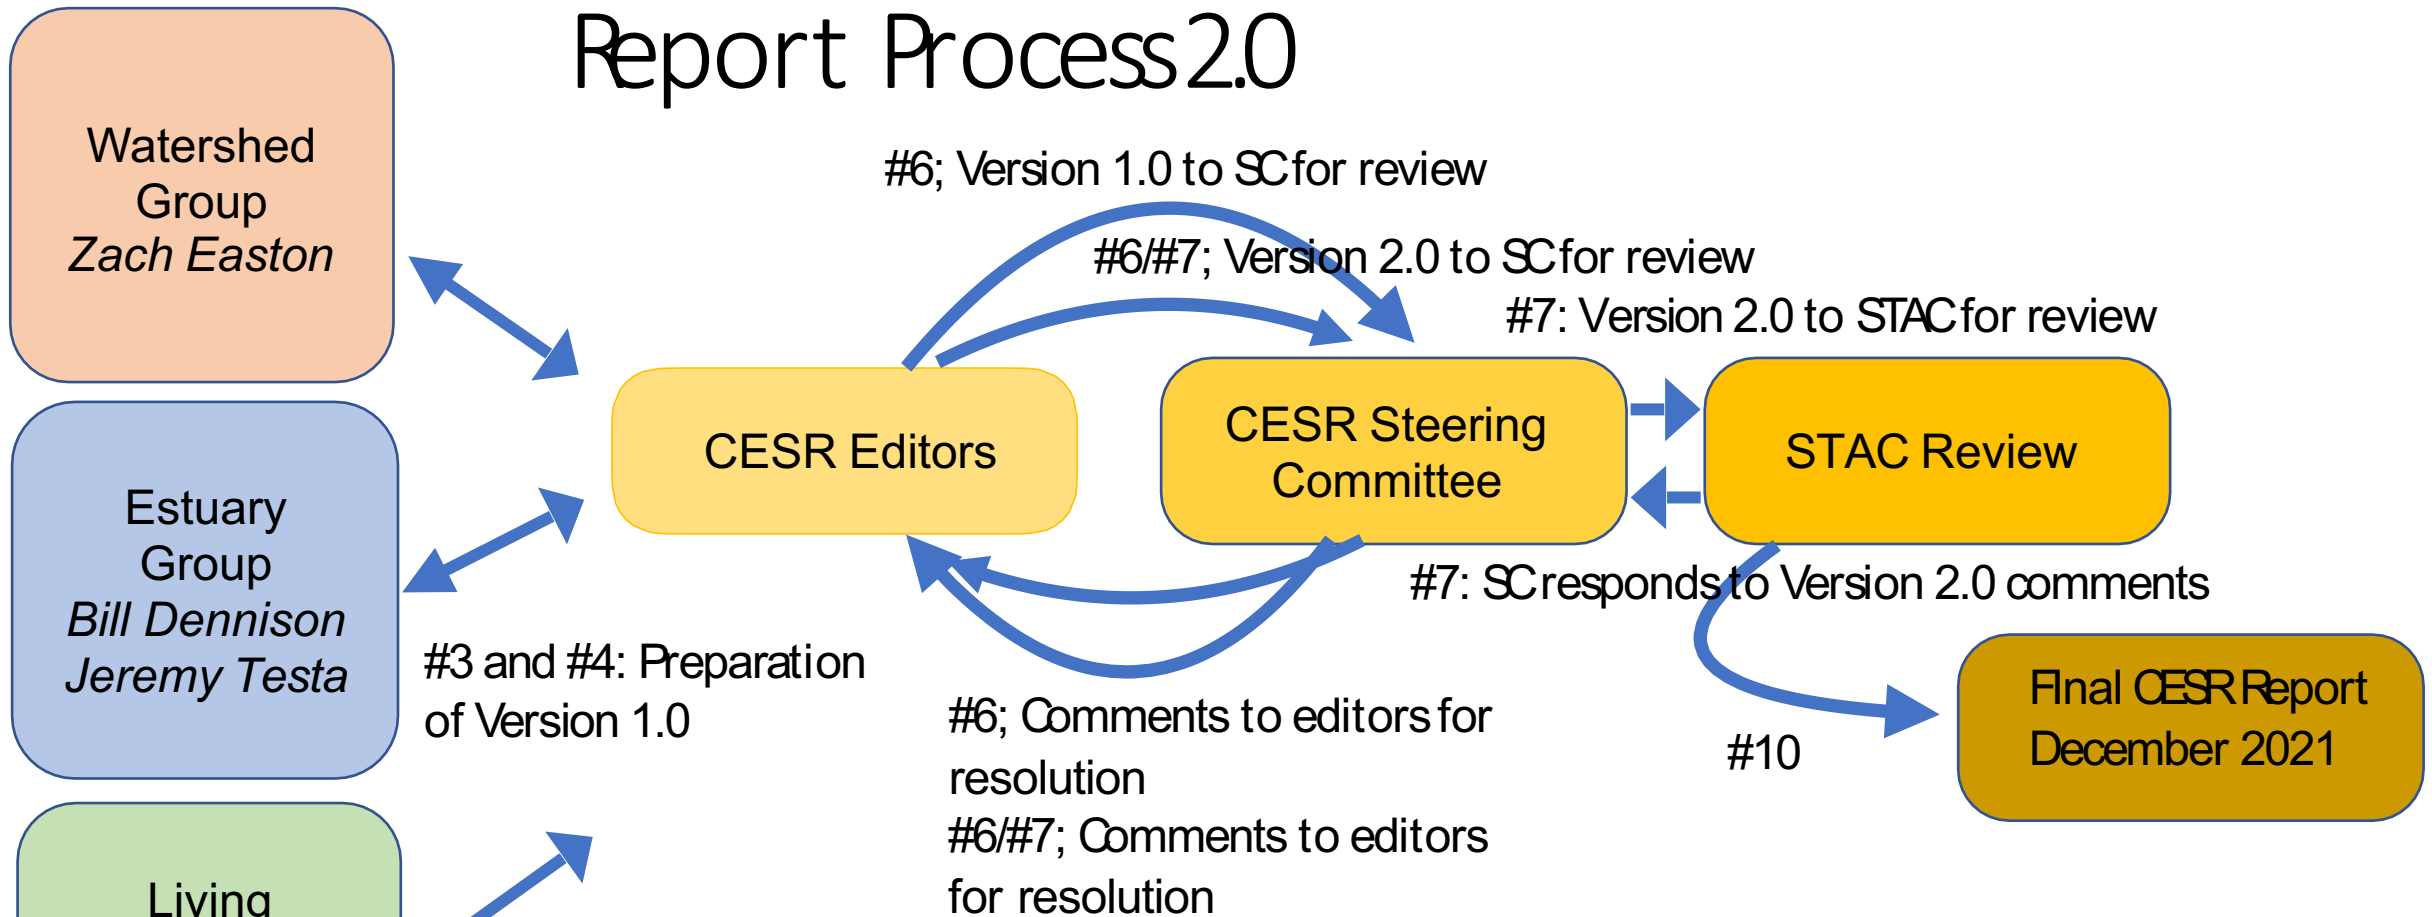 Report Process 2.0
Watershed
Group
Zach Easton
#6; Version 1.0 to SC for review
#6/#7; Version 2.0 to SC for review
#7: Version 2.0 to STAC for review
CESR Editors
CESR Steering
Committee
STAC Review
Estuary
Group
Bill Dennison
Jeremy Testa
#3 and #4: Preparation
of Version 1.0
#7: SC responds to Version 2.0 comments
#6; Comments to editors for
resolution
#6/#7; Comments to editors
for resolution
#10
FInal CESR Report
December 2021
Living